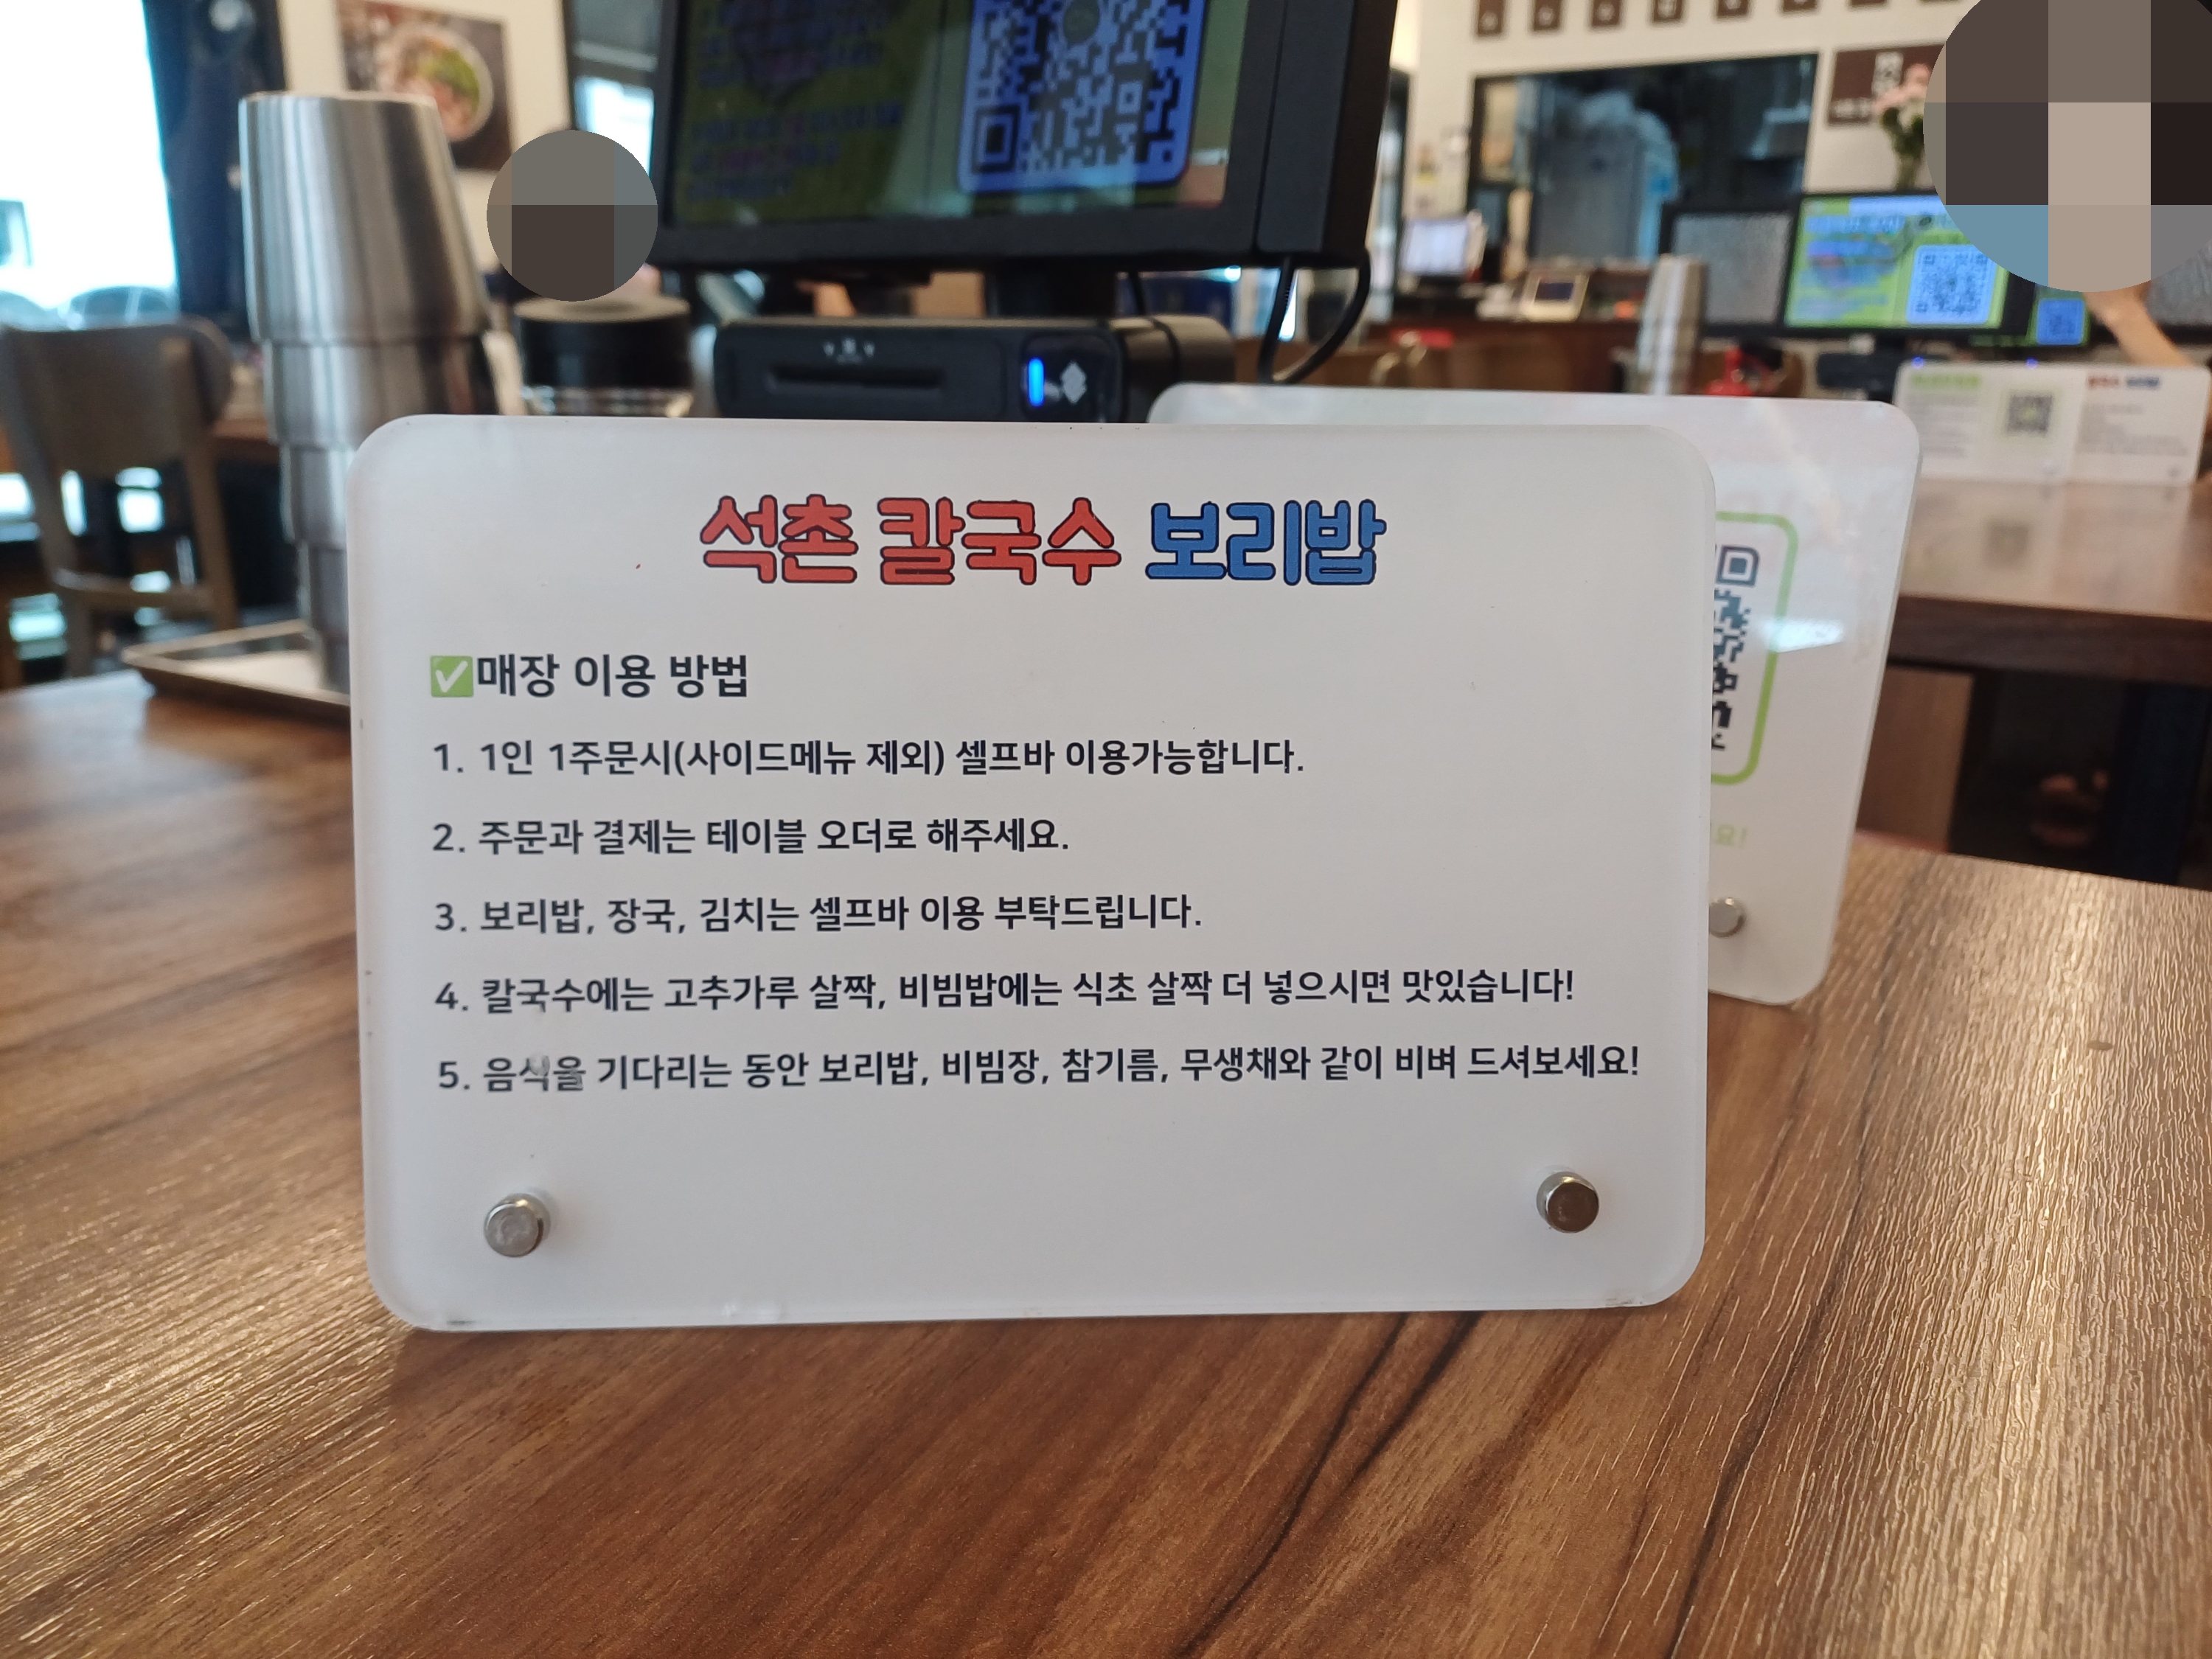 석촌 칼국수 보리밥
✅매장 이용 방법
1. 1인 1주문시(사이드메뉴 제외) 셀프바 이용가능합니다.
2. 주문과 결제는 테이블 오더로 해주세요.
3. 보리밥, 장국, 김치는 셀프바 이용 부탁드립니다.
4. 칼국수에는 고추가루 살짝, 비빔밥에는 식초 살짝 더 넣으시면 맛있습니다!
5. 음식을 기다리는 동안 보리밥, 비빔장, 참기름, 무생채와 같이 비벼 드셔보세요!